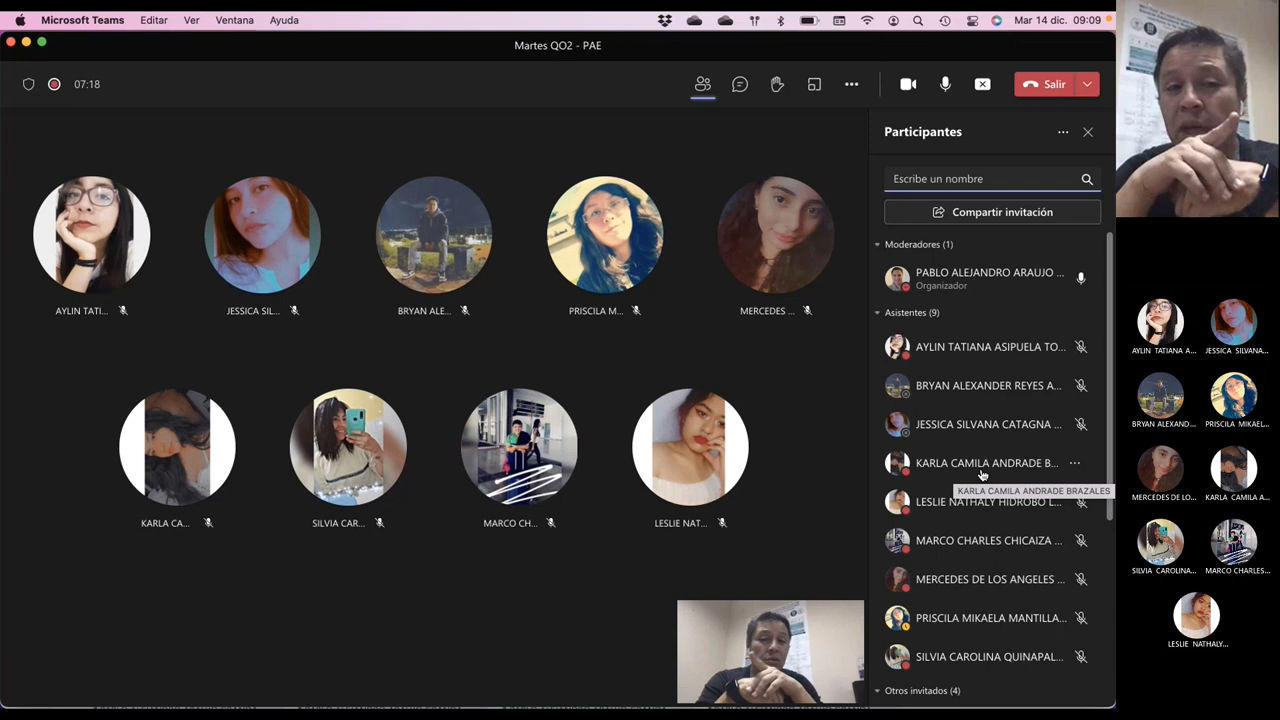 Microsoft Teams Editar Ver Ventana Ayuda Mar 14 dic. 09:09
Martes QO2 - PAE
07:18 Salir
Participantes
Escribe un nombre
Compartir invitación
Moderadores (1)
PABLO ALEJANDRO ARAUJO ...
Organizador
Asistentes (9)
AYLIN TATIANA ASIPUELA TO...
BRYAN ALEXANDER REYES A...
JESSICA SILVANA CATAGNA ...
KARLA CAMILA ANDRADE B...
KARLA CAMILA ANDRADE BRAZALES
LESLIE NATHALY HIDROBO L...
MARCO CHARLES CHICAIZA ...
MERCEDES DE LOS ANGELES ...
PRISCILA MIKAELA MANTILLA...
SILVIA CAROLINA QUINAPAL...
Otros invitados (4)
AYLIN TATI... JESSICA SIL... BRYAN ALE... PRISCILA M... MERCEDES ...
KARLA CA... SILVIA CAR... MARCO CH... LESLIE NAT...
AYLIN TATIANA A... JESSICA SILVANA...
BRYAN ALEXAND... PRISCILA MIKAEL...
MERCEDES DE LO... KARLA CAMILA A...
SILVIA CAROLINA... MARCO CHARLES...
LESLIE NATHALY...